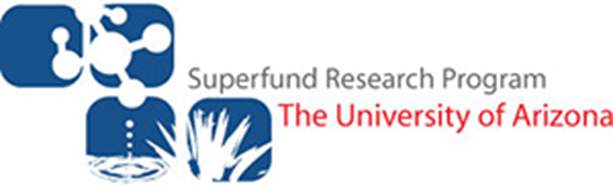 Superfund Research Program
The University of Arizona